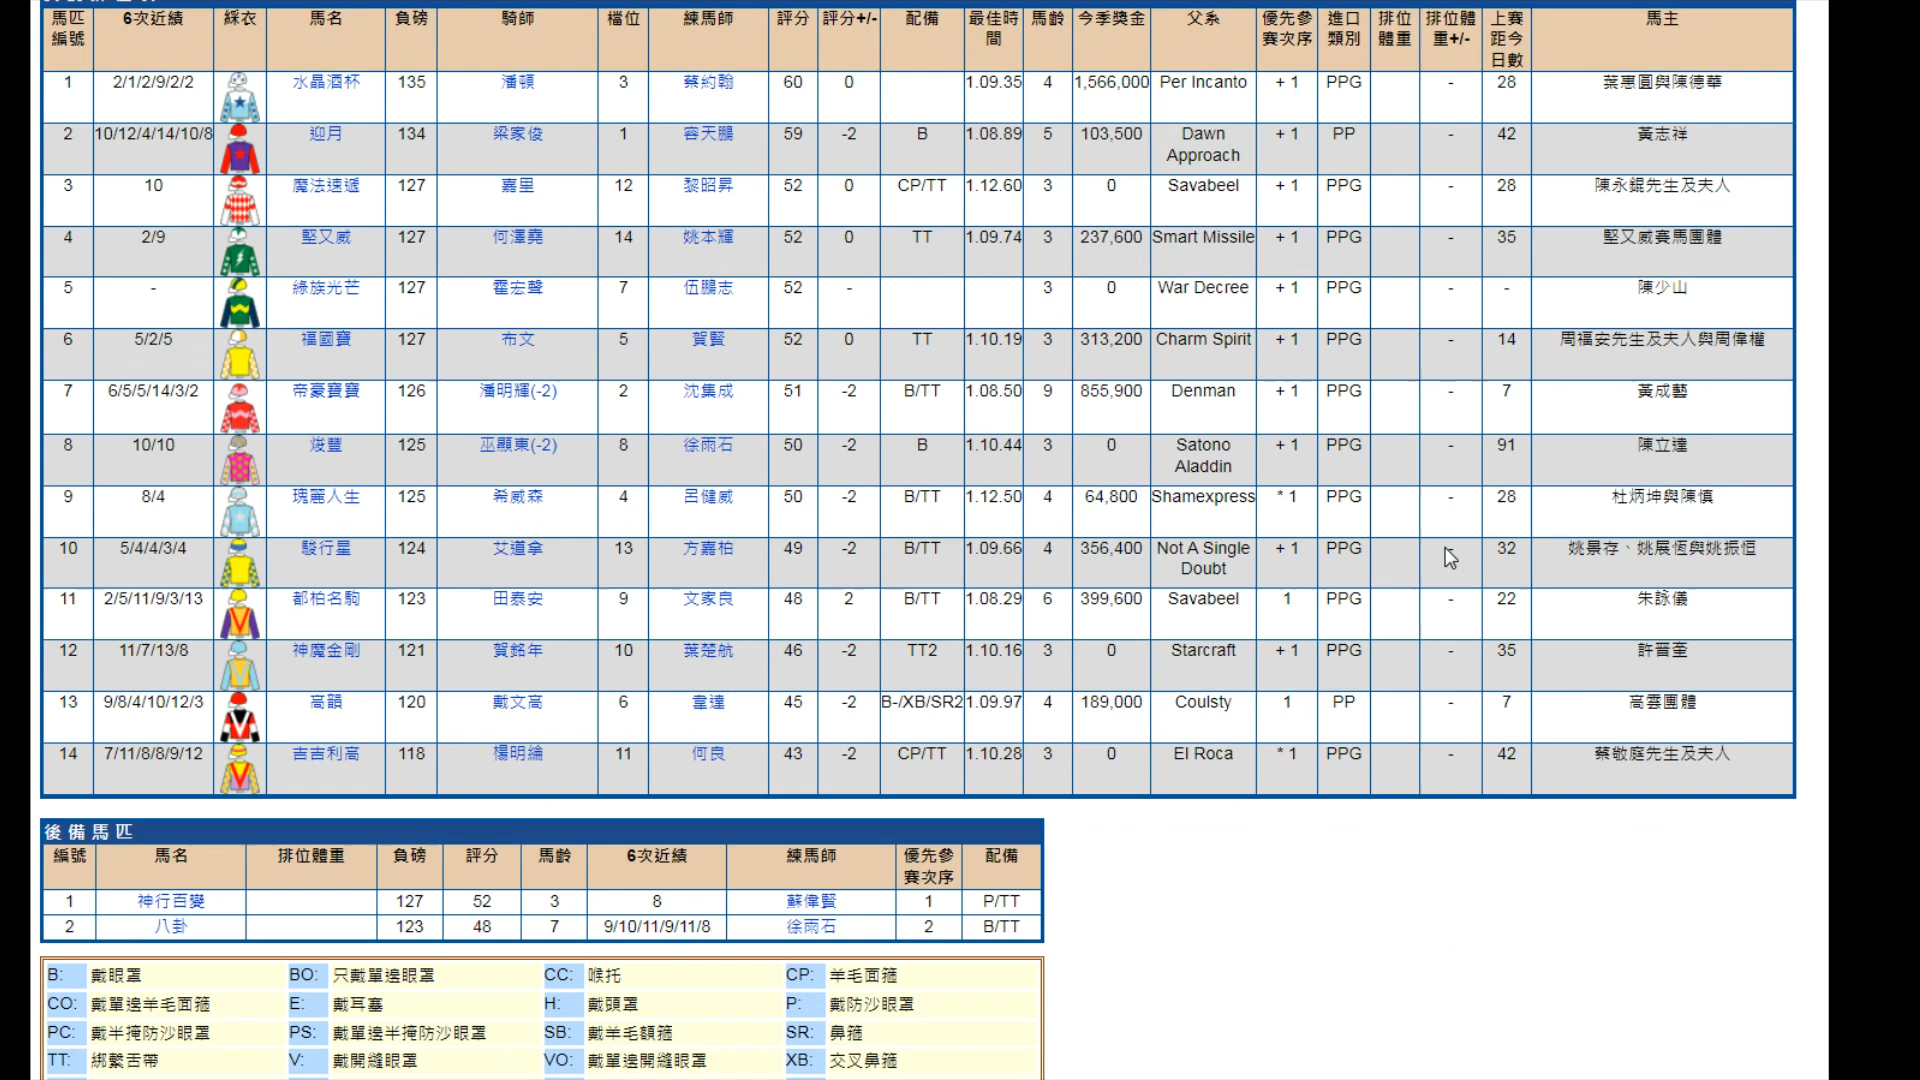 馬匹編號 6次近績 綵衣 馬名 負磅 騎師 檔位 練馬師 評分 評分+/- 配備 最佳時間 馬齡 今季獎金 父系 優先參賽次序 進口類別 排位體重 排位體重+/- 上賽距今日數 馬主
1 2/1/2/9/2/2 水晶酒杯 135 潘頓 3 蔡約翰 60 0 1.09.35 4 1,566,000 Per Incanto + 1 PPG - 28 葉惠圓與陳德華
2 10/12/4/14/10/8 迎月 134 梁家俊 1 容天鵬 59 -2 B 1.08.89 5 103,500 Dawn Approach + 1 PP - 42 黃志祥
3 10 魔法速遞 127 嘉里 12 黎昭昇 52 0 CP/TT 1.12.60 3 0 Savabeel + 1 PPG - 28 陳永錕先生及夫人
4 2/9 堅又威 127 何澤堯 14 姚本輝 52 0 TT 1.09.74 3 237,600 Smart Missile + 1 PPG - 35 堅又威賽馬團體
5 - 綠族光芒 127 霍宏聲 7 伍鵬志 52 - 3 0 War Decree + 1 PPG - - 陳少山
6 5/2/5 福國寶 127 布文 5 賀賢 52 0 TT 1.10.19 3 313,200 Charm Spirit + 1 PPG - 14 周福安先生及夫人與周偉權
7 6/5/5/14/3/2 帝豪寶寶 126 潘明輝(-2) 2 沈集成 51 -2 B/TT 1.08.50 9 855,900 Denman + 1 PPG - 7 黃成藝
8 10/10 焌豐 125 巫顯東(-2) 8 徐雨石 50 -2 B 1.10.44 3 0 Satono Aladdin + 1 PPG - 91 陳立達
9 8/4 瑰麗人生 125 希威森 4 呂健威 50 -2 B/TT 1.12.50 4 64,800 Shamexpress * 1 PPG - 28 杜炳坤與陳慎
10 5/4/4/3/4 駿行星 124 艾道拿 13 方嘉柏 49 -2 B/TT 1.09.66 4 356,400 Not A Single Doubt + 1 PPG - 32 姚景存、姚展恆與姚振恒
11 2/5/11/9/3/13 都柏名駒 123 田泰安 9 文家良 48 2 B/TT 1.08.29 6 399,600 Savabeel 1 PPG - 22 朱詠儀
12 11/7/13/8 神魔金剛 121 賀銘年 10 葉楚航 46 -2 TT2 1.10.16 3 0 Starcraft + 1 PPG - 35 許晉奎
13 9/8/4/10/12/3 高韻 120 戴文高 6 韋達 45 -2 B-/XB/SR2 1.09.97 4 189,000 Coulsty 1 PP - 7 高雲團體
14 7/11/8/8/9/12 吉吉利高 118 楊明綸 11 何良 43 -2 CP/TT 1.10.28 3 0 El Roca * 1 PPG - 42 蔡敬庭先生及夫人
後備馬匹
編號 馬名 排位體重 負磅 評分 馬齡 6次近績 練馬師 優先參賽次序 配備
1 神行百變 127 52 3 8 蘇偉賢 1 P/TT
2 八卦 123 48 7 9/10/11/9/11/8 徐雨石 2 B/TT
B: 戴眼罩 BO: 只戴單邊眼罩 CC: 喉托 CP: 羊毛面箍
CO: 戴單邊羊毛面箍 E: 戴耳塞 H: 戴頭罩 P: 戴防沙眼罩
PC: 戴半掩防沙眼罩 PS: 戴單邊半掩防沙眼罩 SB: 戴羊毛額箍 SR: 鼻箍
TT: 綁繫舌帶 V: 戴開縫眼罩 VO: 戴單邊開縫眼罩 XB: 交叉鼻箍